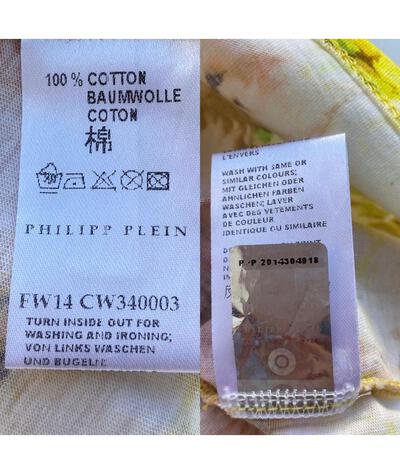 100% COTTON
BAUMWOLLE
COTON
棉
PHILIPP PLEIN
FW14 CW340003
TURN INSIDE OUT FOR
WASHING AND IRONING;
VON LINKS WASCHEN
UND BUGELN;
L'ENVERS
WASH WITH SAME OR
SIMILAR COLOURS;
MIT GLEICHEN ODER
ÄHNLICHEN FARBEN
WASCHEN; LAVER
AVEC DES VETEMENTS
DE COULEUR
IDENTIQUE OU SIMILAIRE